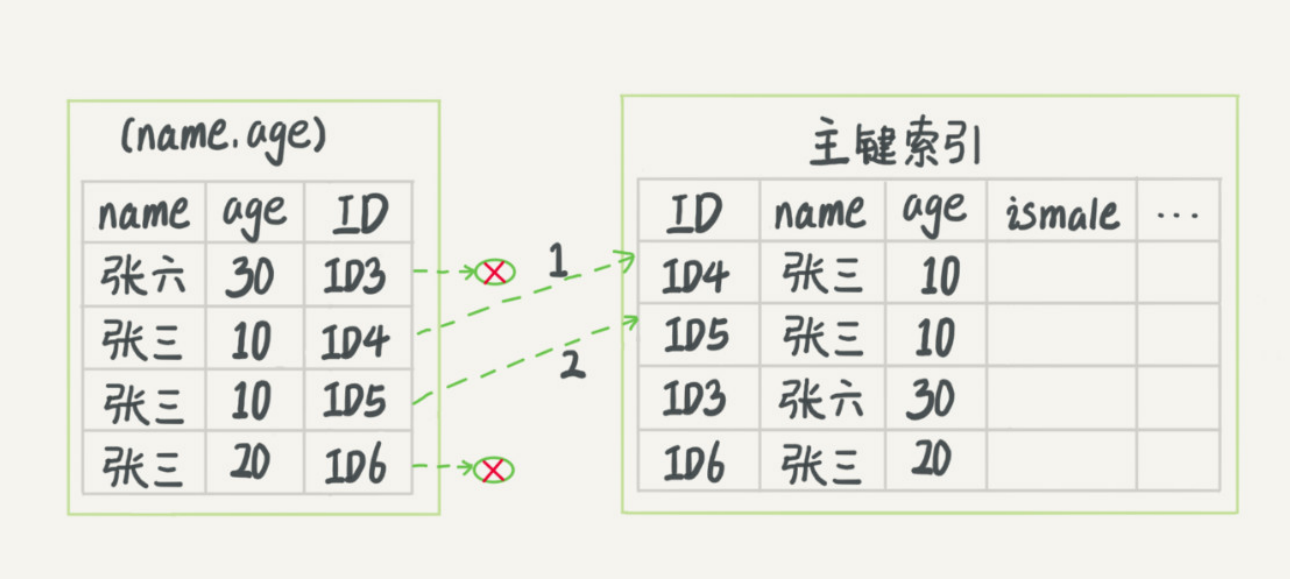 (name.age)
name age ID
张六 30 ID3
张三 10 ID4
张三 10 ID5
张三 20 ID6
1
2
主键索引
ID name age ismale ...
ID4 张三 10
ID5 张三 10
ID3 张六 30
ID6 张三 20